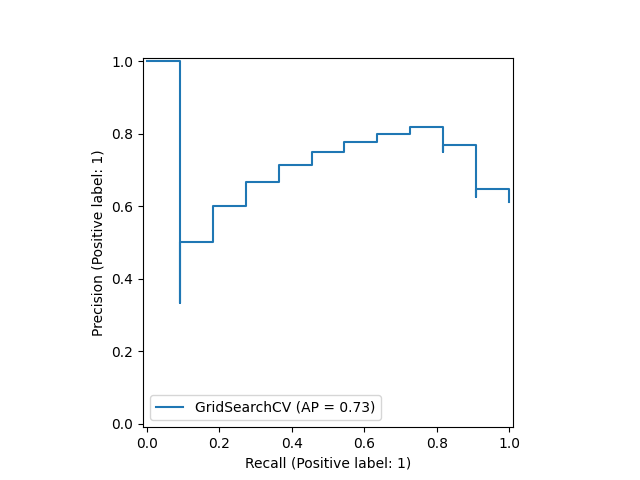 1.0
0.8
0.6
0.4
0.2
0.0
Precision (Positive label: 1)
GridSearchCV (AP = 0.73)
0.0 0.2 0.4 0.6 0.8 1.0
Recall (Positive label: 1)